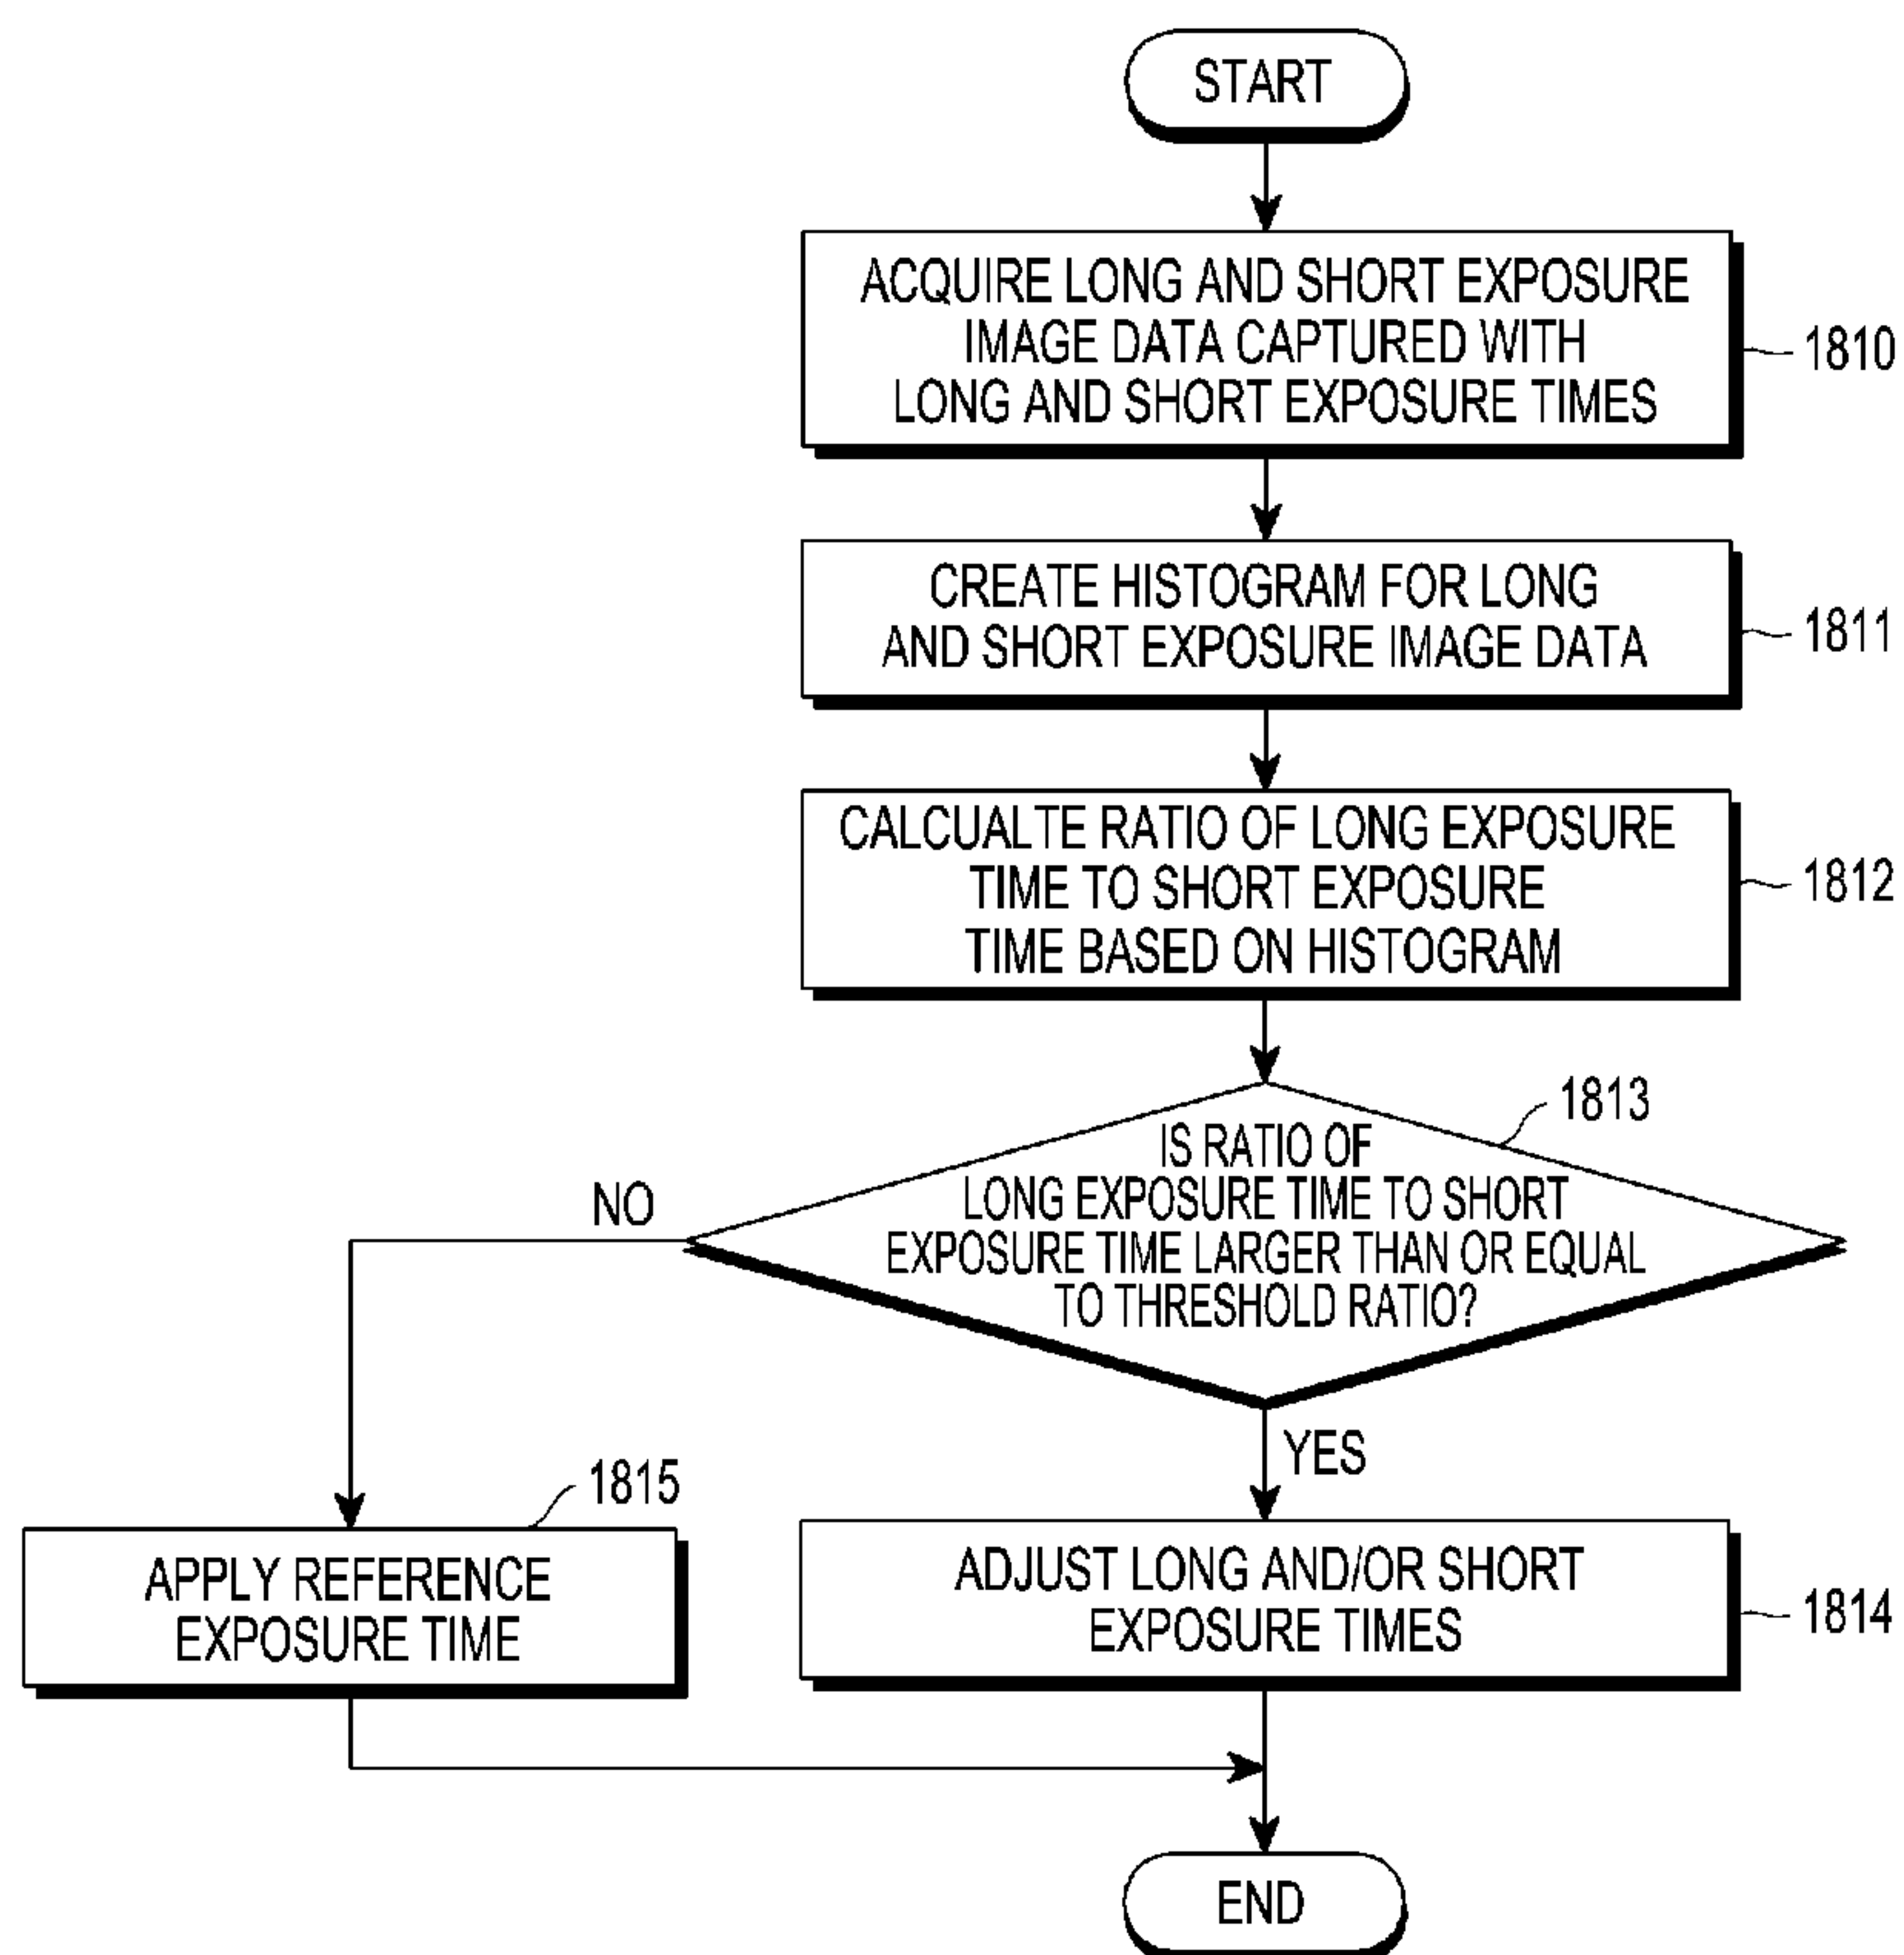 START
ACQUIRE LONG AND SHORT EXPOSURE
IMAGE DATA CAPTURED WITH
LONG AND SHORT EXPOSURE TIMES
1810
CREATE HISTOGRAM FOR LONG
AND SHORT EXPOSURE IMAGE DATA
1811
CALCUALTE RATIO OF LONG EXPOSURE
TIME TO SHORT EXPOSURE
TIME BASED ON HISTOGRAM
1812
1813
IS RATIO OF
LONG EXPOSURE TIME TO SHORT
EXPOSURE TIME LARGER THAN OR EQUAL
TO THRESHOLD RATIO?
NO
YES
1815
APPLY REFERENCE
EXPOSURE TIME
ADJUST LONG AND/OR SHORT
EXPOSURE TIMES
1814
END